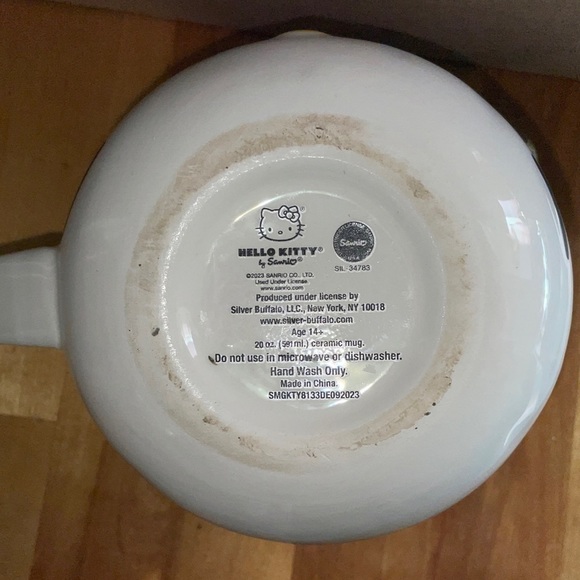 HELLO KITTY®
by Sanrio®
Sanrio
USA
SIL-34783
©2023 SANRIO CO., LTD.
Used Under License
www.sanrio.com
Produced under license by
Silver Buffalo, LLC., New York, NY 10018
www.silver-buffalo.com
Age 14+
20 oz. (591ml.) ceramic mug.
Do not use in microwave or dishwasher.
Hand Wash Only.
Made in China.
SMGKTY8133DE092023